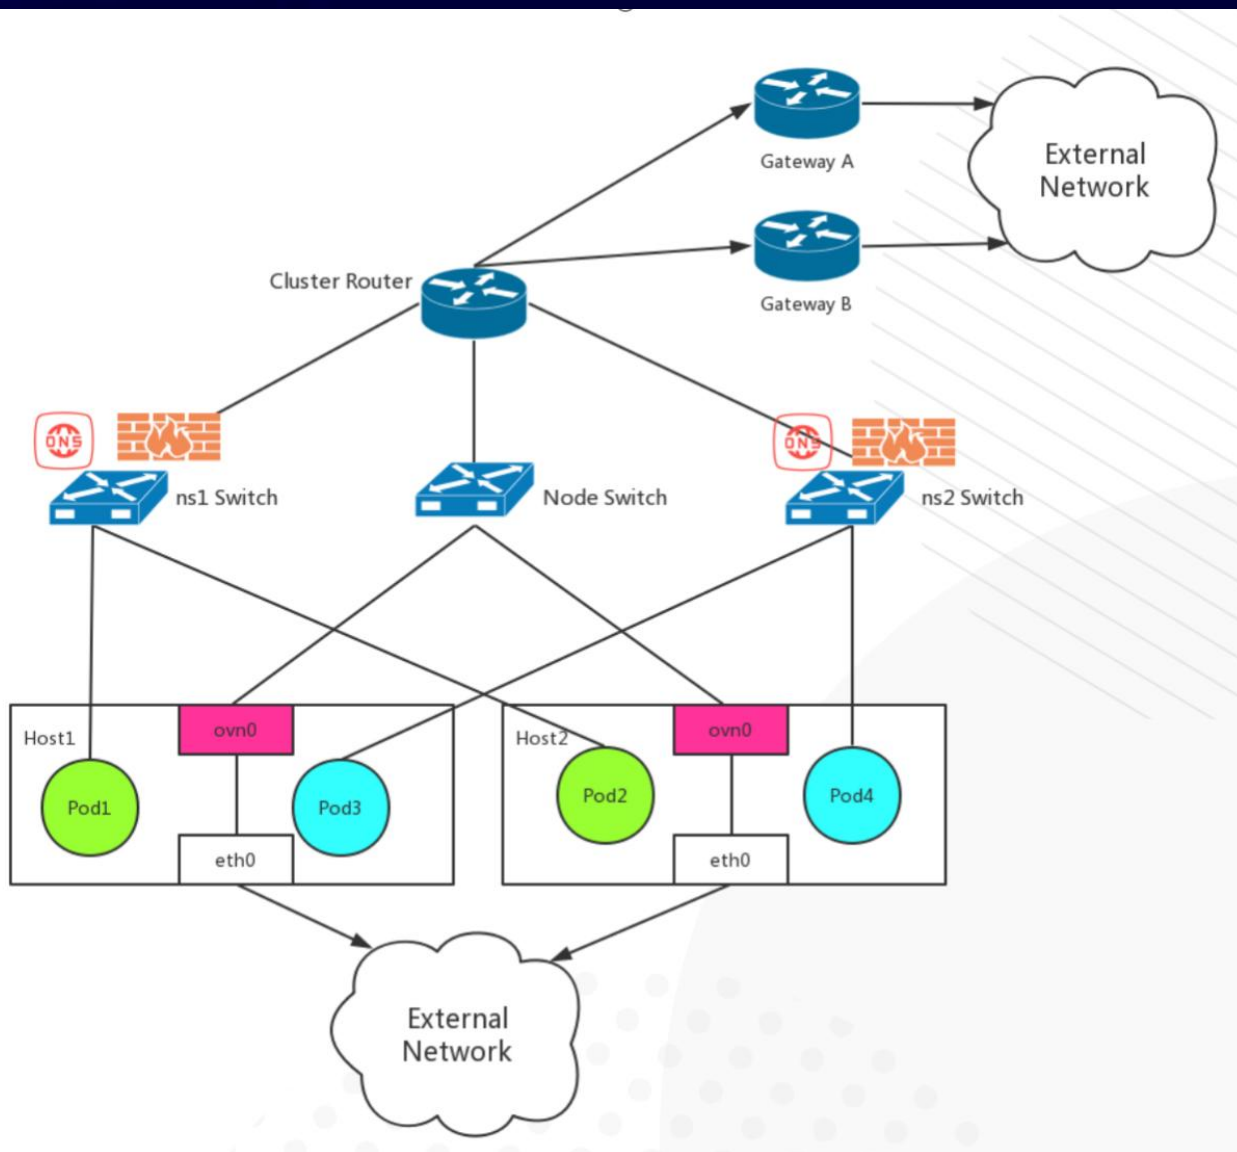 External
Network
Gateway A
Cluster Router
Gateway B
DNS
ns1 Switch
Node Switch
DNS
ns2 Switch
Host1
ovn0
Pod1
Pod3
eth0
Host2
ovn0
Pod2
Pod4
eth0
External
Network